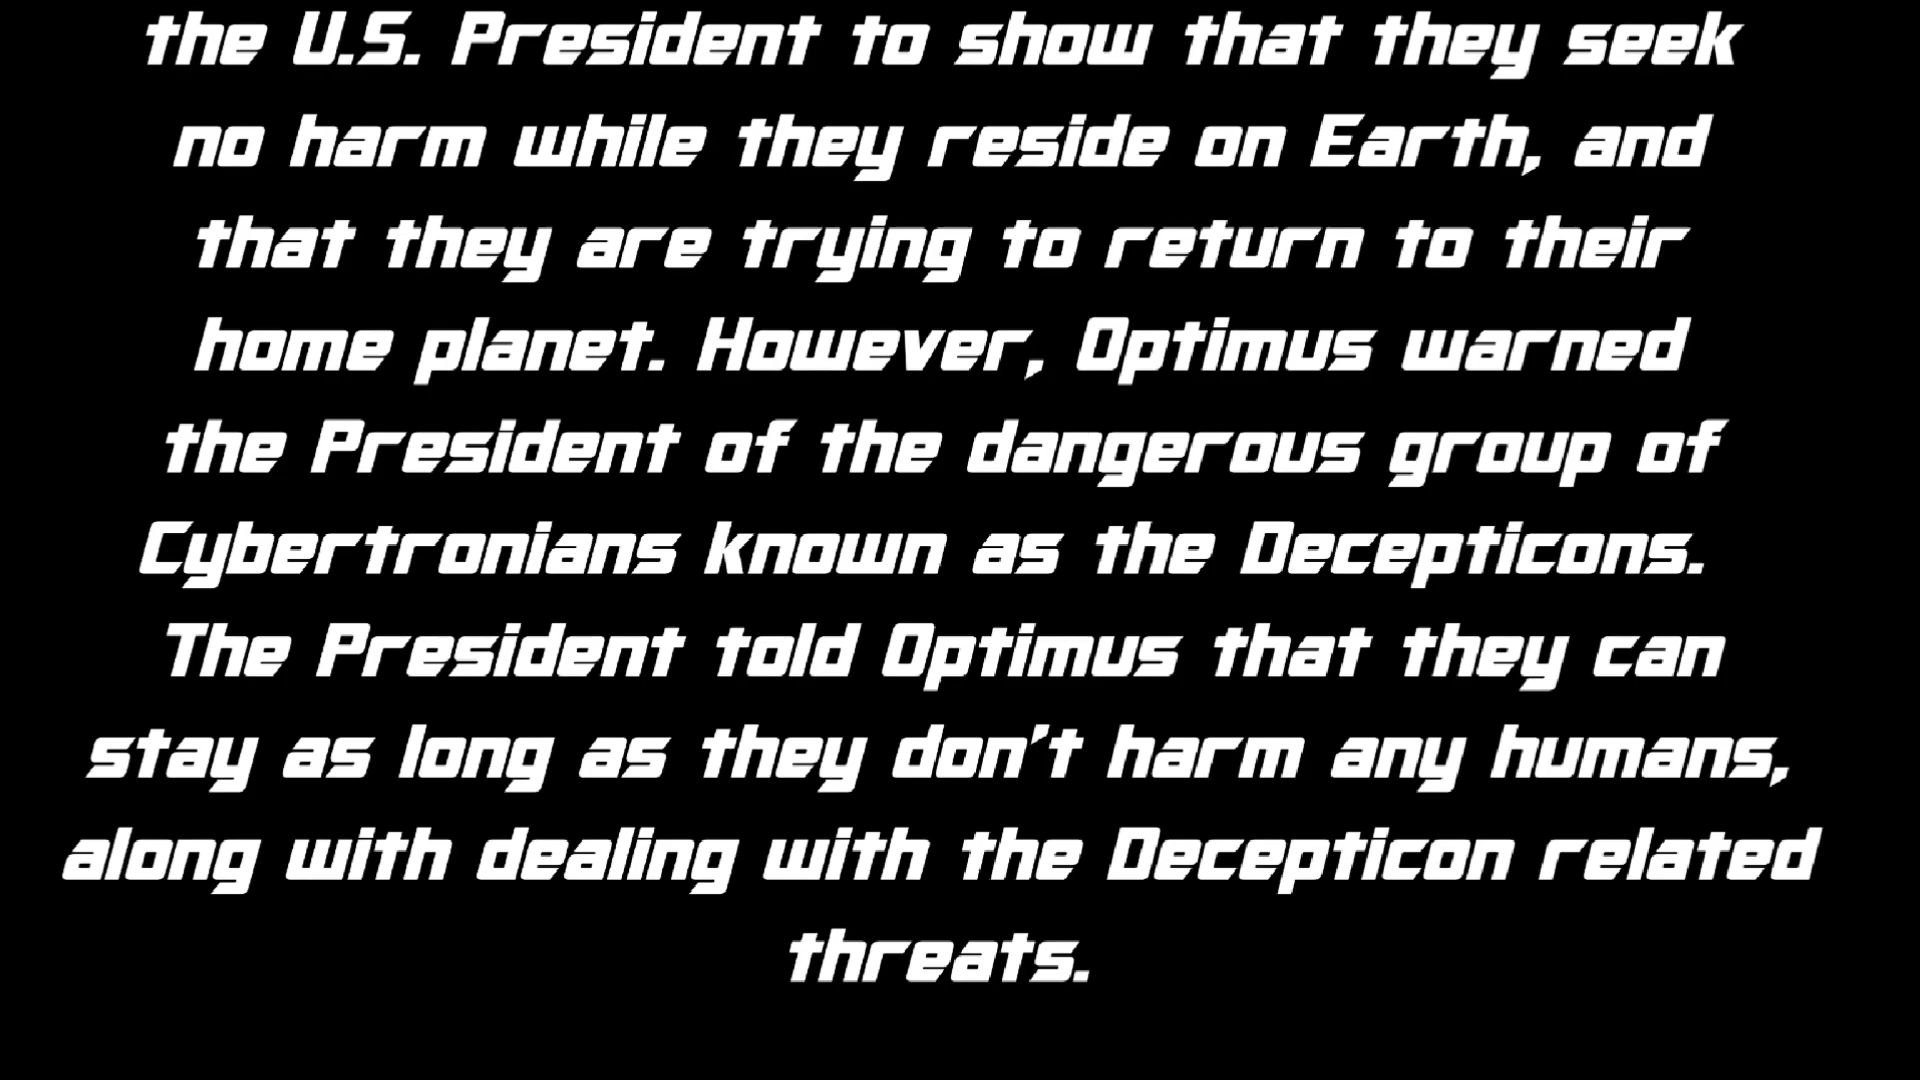 the U.S. President to show that they seek
no harm while they reside on Earth, and
that they are trying to return to their
home planet. However, Optimus warned
the President of the dangerous group of
Cybertronians known as the Decepticons.
The President told Optimus that they can
stay as long as they don't harm any humans,
along with dealing with the Decepticon related
threats.